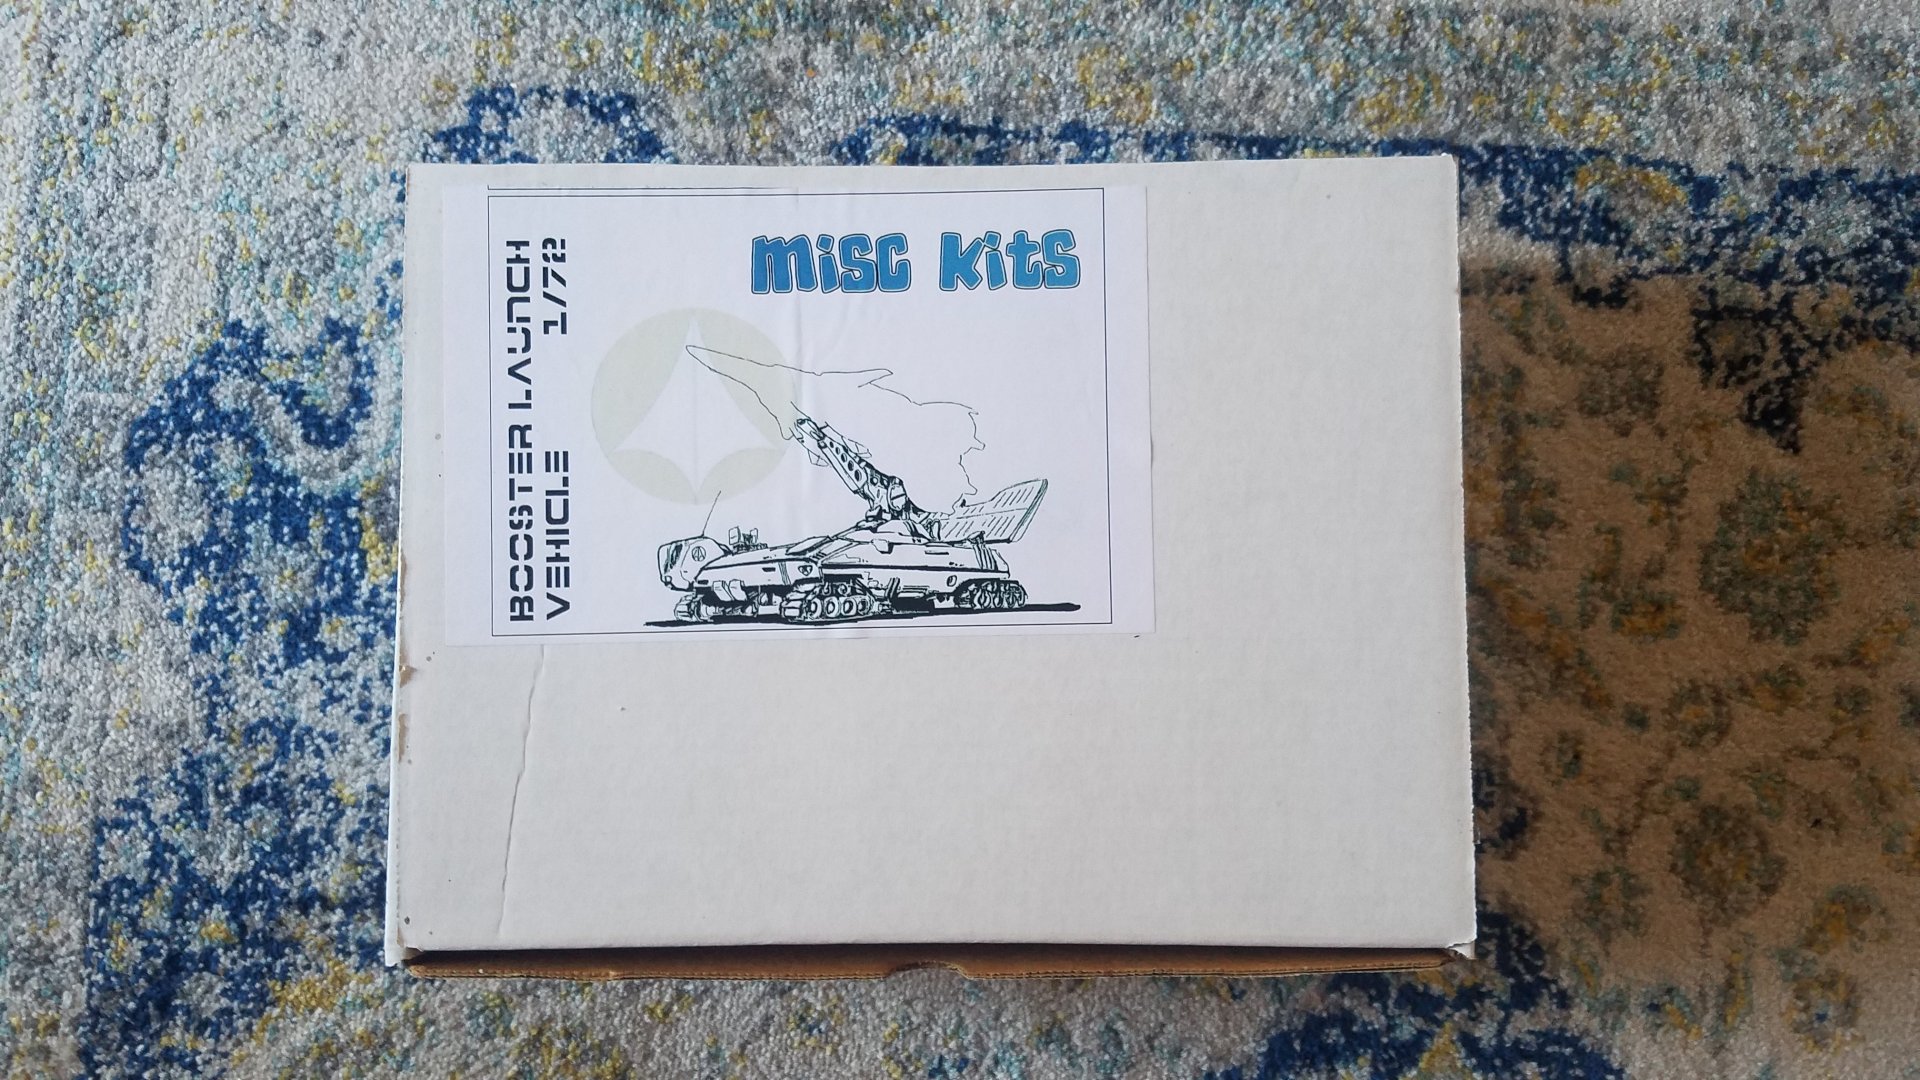 MISC KITS
BOOSTER LAUNCH
VEHICLE 1/72